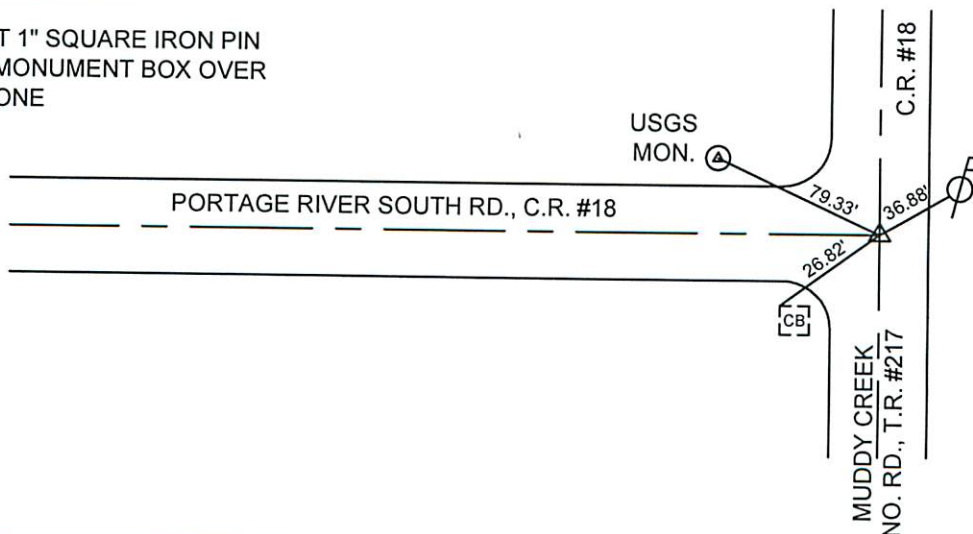 1" SQUARE IRON PIN
MONUMENT BOX OVER
USGS
MON.
C.R. #18
PORTAGE RIVER SOUTH RD., C.R. #18
79.33'
36.88'
26.82'
CB
MUDDY CREEK
NO. RD., T.R. #217